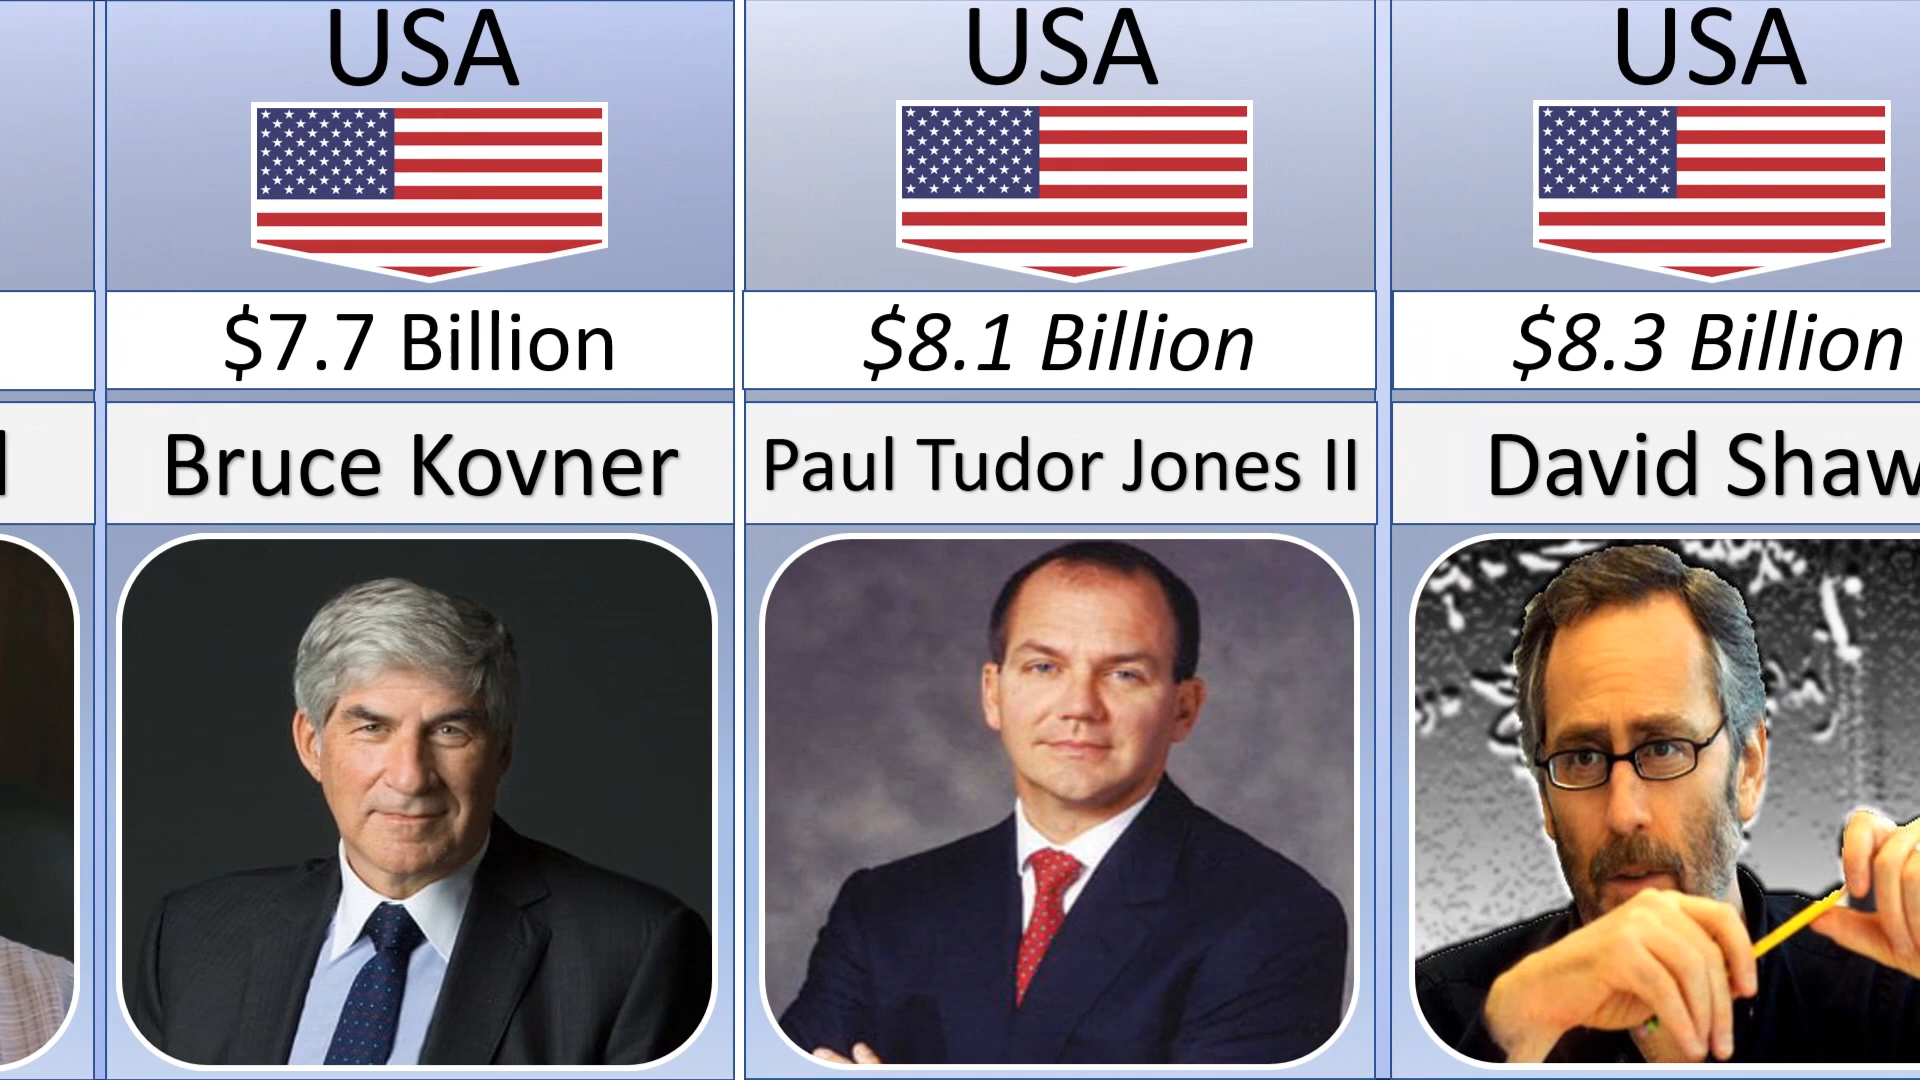 USA
$7.7 Billion
Bruce Kovner
USA
$8.1 Billion
Paul Tudor Jones II
USA
$8.3 Billion
David Shaw